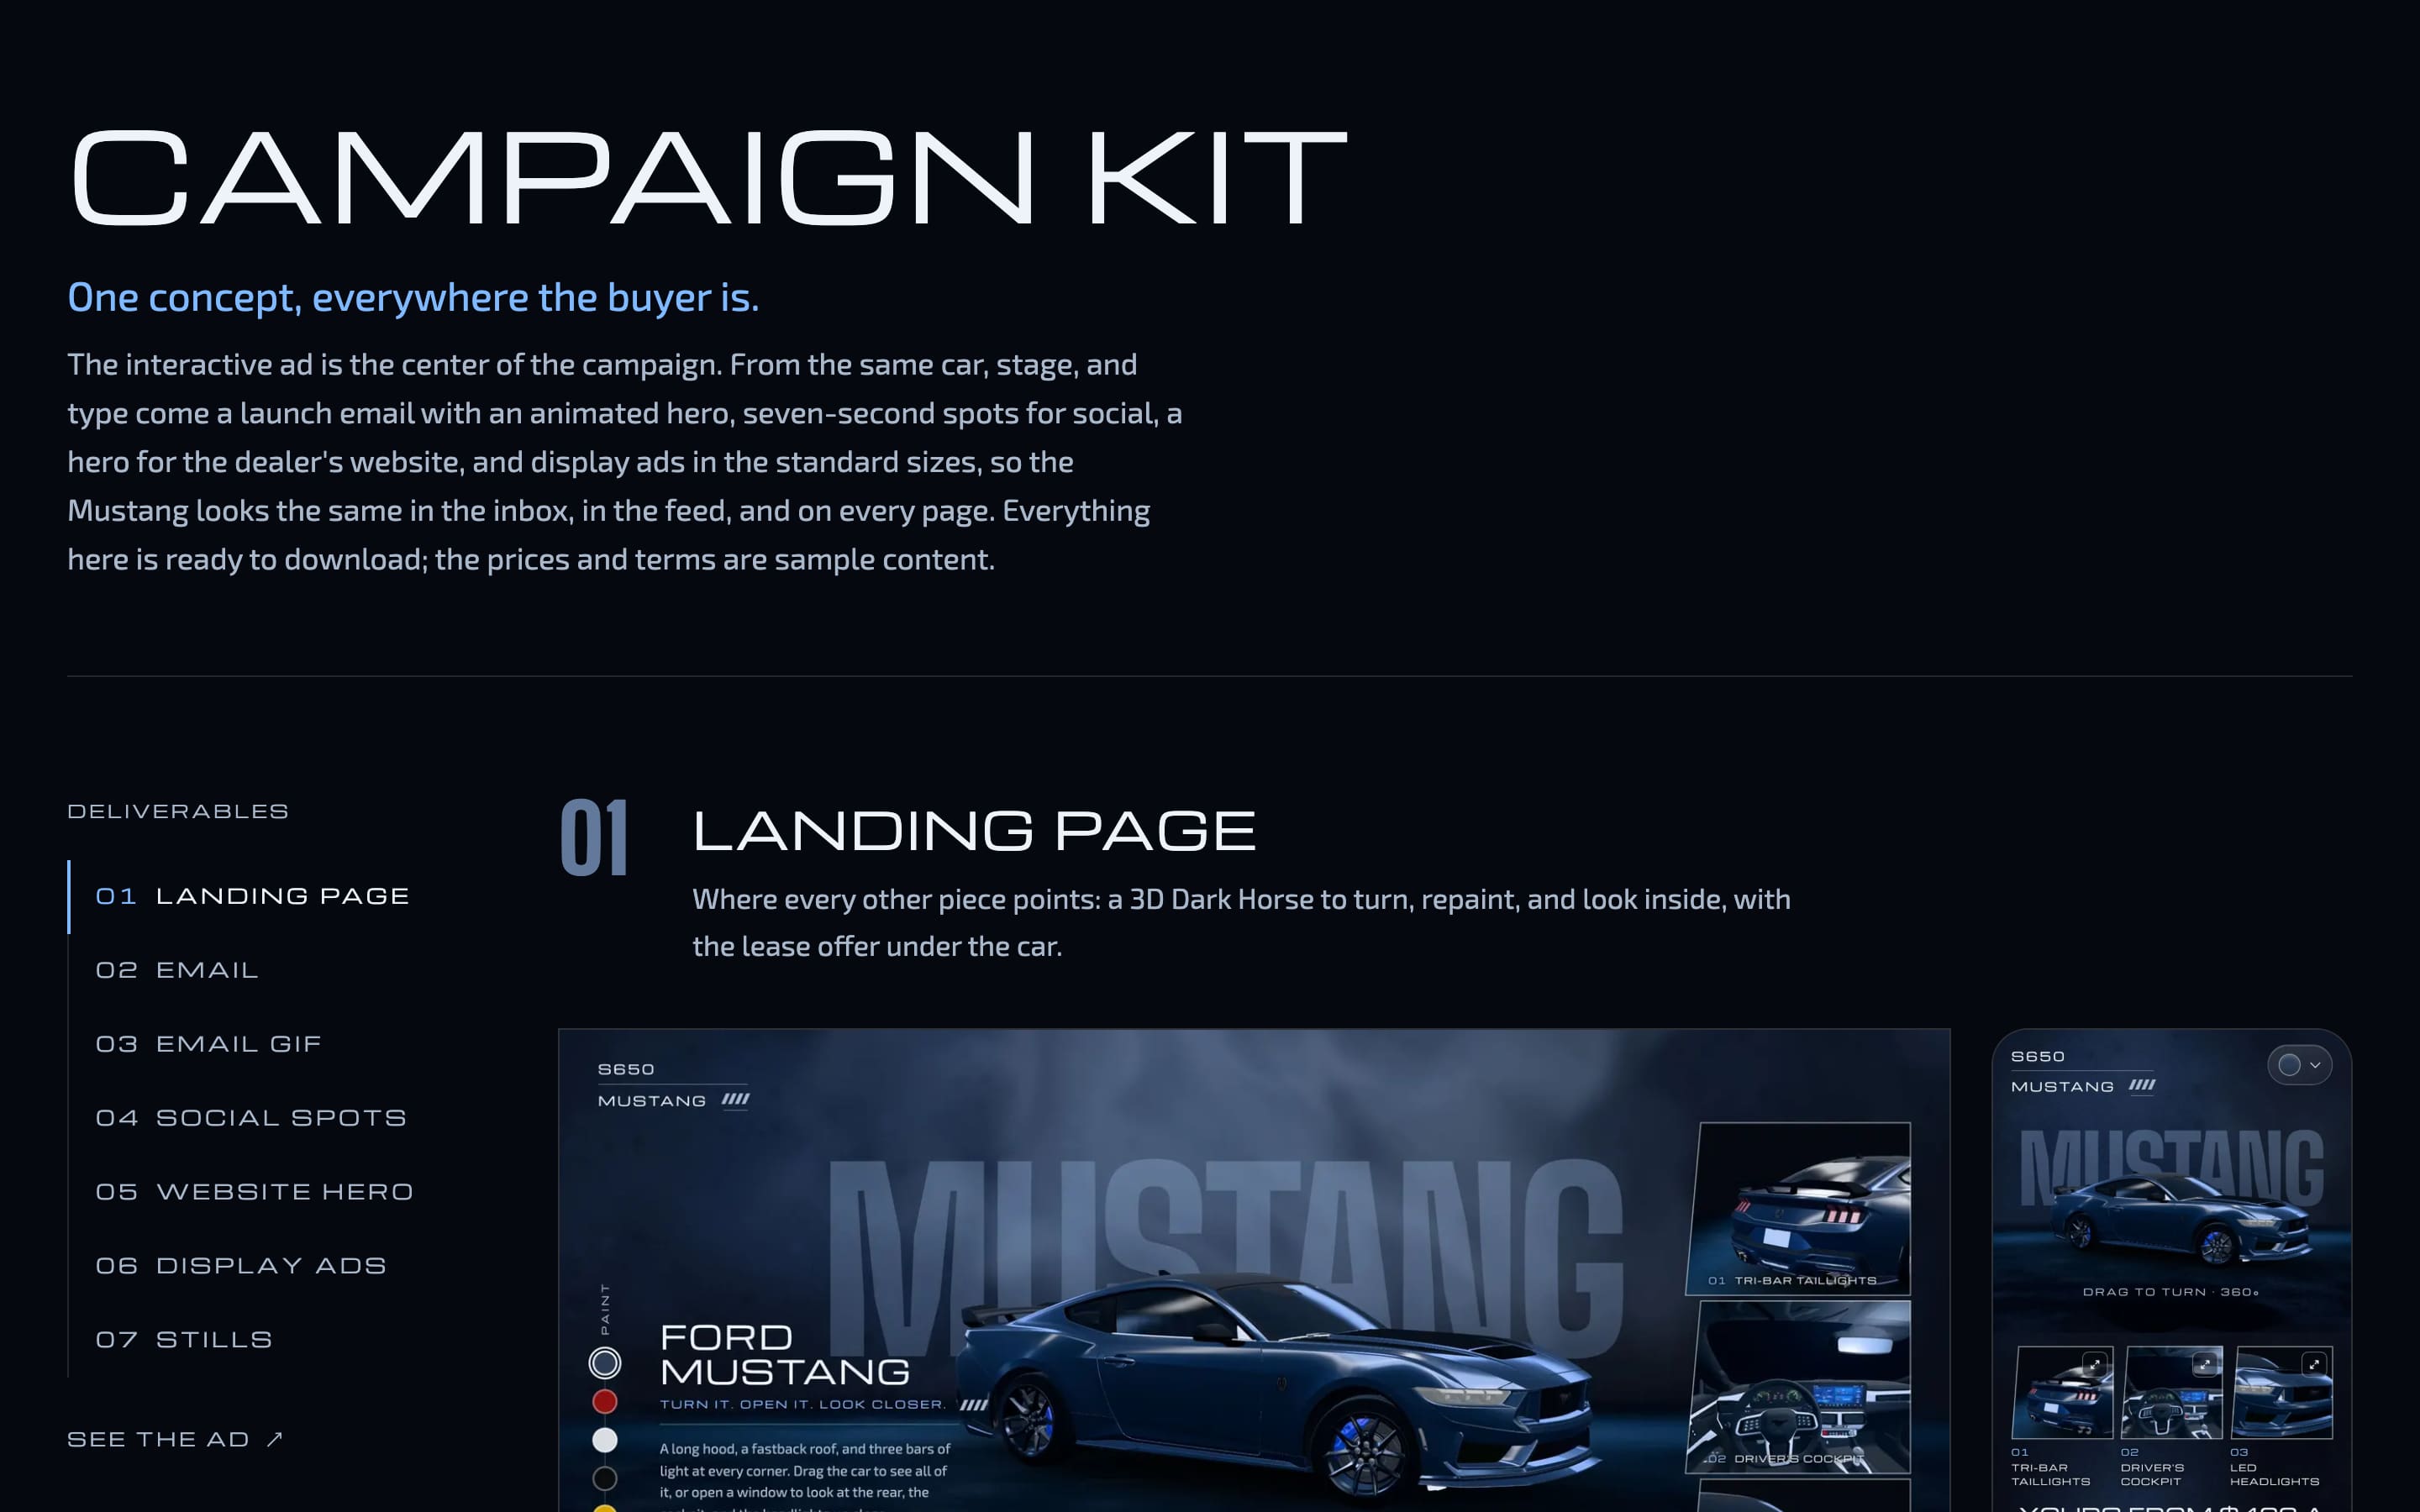 CAMPAIGN KIT
One concept, everywhere the buyer is.
The interactive ad is the center of the campaign. From the same car, stage, and
type come a launch email with an animated hero, seven-second spots for social, a
hero for the dealer's website, and display ads in the standard sizes, so the
Mustang looks the same in the inbox, in the feed, and on every page. Everything
here is ready to download; the prices and terms are sample content.
DELIVERABLES
01 LANDING PAGE
02 EMAIL
03 EMAIL GIF
04 SOCIAL SPOTS
05 WEBSITE HERO
06 DISPLAY ADS
07 STILLS
SEE THE AD ↗
01
LANDING PAGE
Where every other piece points: a 3D Dark Horse to turn, repaint, and look inside, with
the lease offer under the car.
S650
MUSTANG
MUSTANG
PAINT
FORD
MUSTANG
TURN IT. OPEN IT. LOOK CLOSER.
A long hood, a fastback roof, and three bars of
light at every corner. Drag the car to see all of
it, or open a window to look at the rear, the
01 TRI-BAR TAILLIGHTS
02 DRIVER'S COCKPIT
S650
MUSTANG
MUSTANG
DRAG TO TURN · 360°
01
TRI-BAR
TAILLIGHTS
02
DRIVER'S
COCKPIT
03
LED
HEADLIGHTS